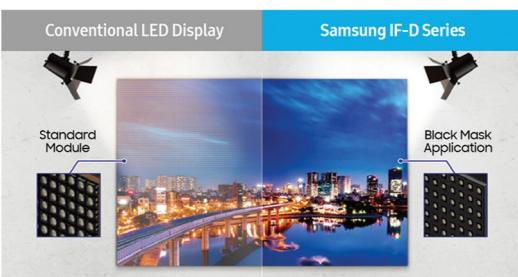 Conventional LED Display
Samsung IF-D Series
Standard
Module
Black Mask
Application